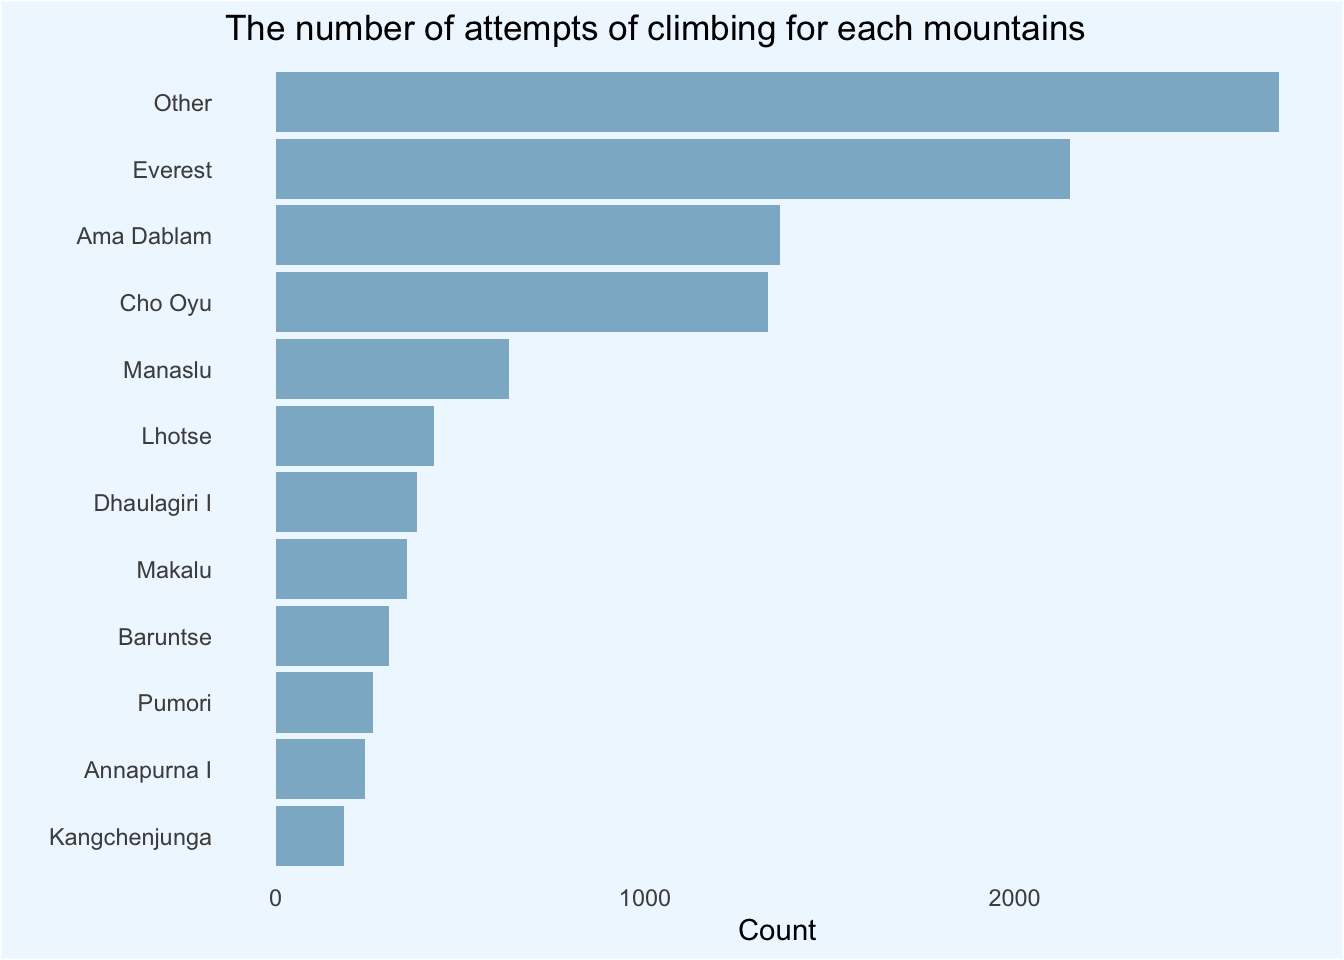 The number of attempts of climbing for each mountains
Other
Everest
Ama Dablam
Cho Oyu
Manaslu
Lhotse
Dhaulagiri I
Makalu
Baruntse
Pumori
Annapurna I
Kangchenjunga
0 1000 2000
Count